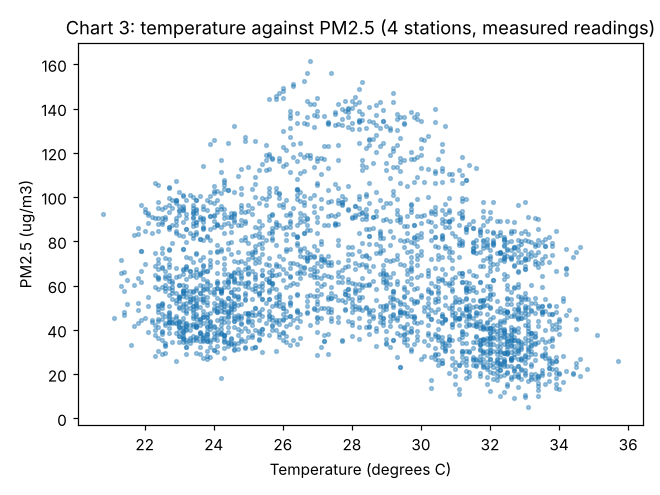 Chart 3: temperature against PM2.5 (4 stations, measured readings)
160
140
120
100
80
60
40
20
0
PM2.5 (ug/m3)
22 24 26 28 30 32 34 36
Temperature (degrees C)